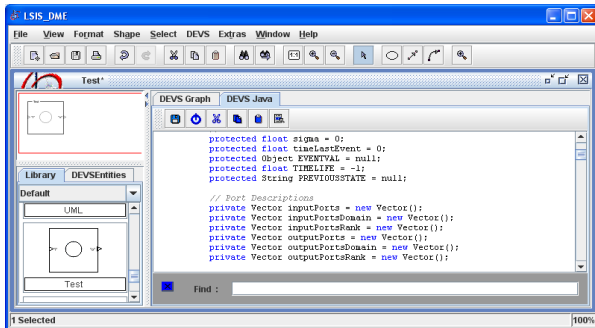 LSIS_DME
File View Format Shape Select DEVS Extras Window Help
Test*
DEVS Graph DEVS Java
protected float sigma = 0;
protected float timeLastEvent = 0;
protected Object EVENTVAL = null;
protected float TIMELIFE = -1;
protected String PREVIOUSSTATE = null;
// Port Descriptions
private Vector inputPorts = new Vector();
private Vector inputPortsDomain = new Vector();
private Vector inputPortsRank = new Vector();
private Vector outputPorts = new Vector();
private Vector outputPortsDomain = new Vector();
private Vector outputPortsRank = new Vector();
Library DEVSEntities
Default
UML
Test
Find :
1 Selected 100%